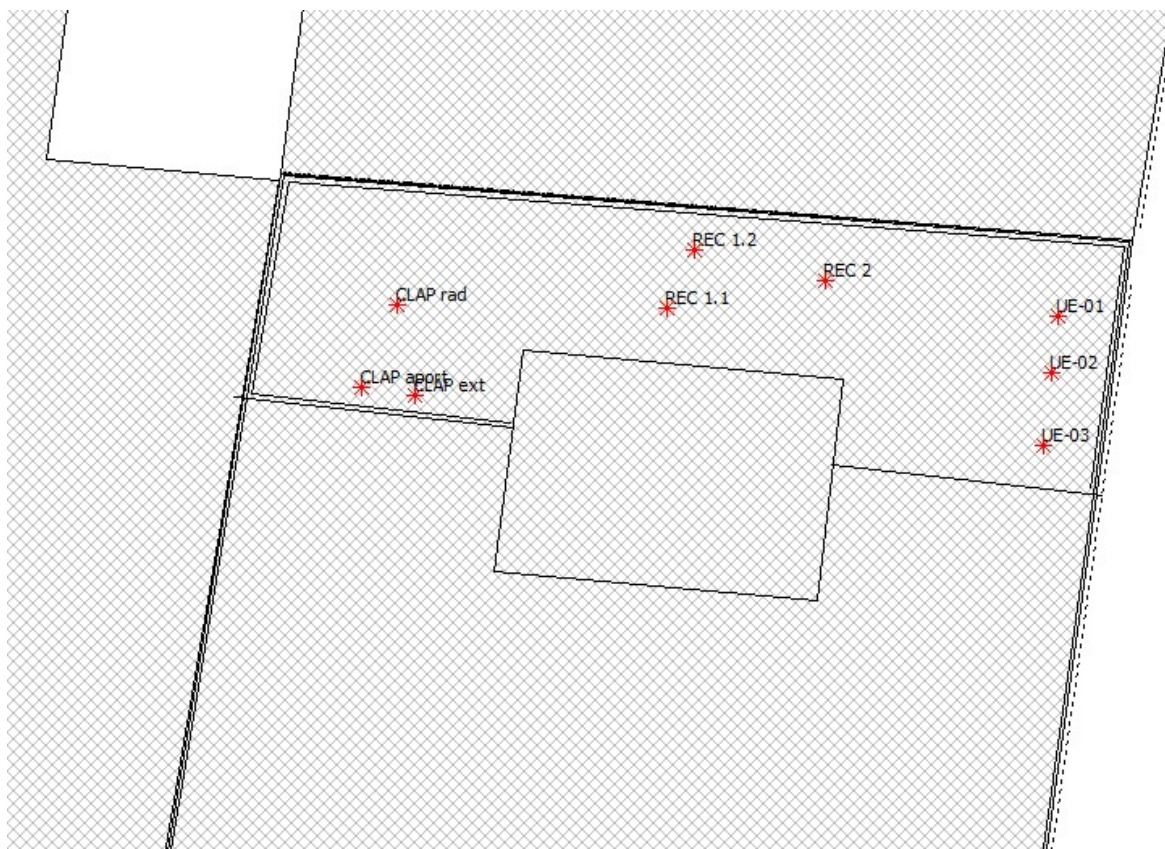 REC 1.2
REC 2
CLAP rad
REC 1.1
UE-01
UE-02
CLAP aport
CLAP ext
UE-03